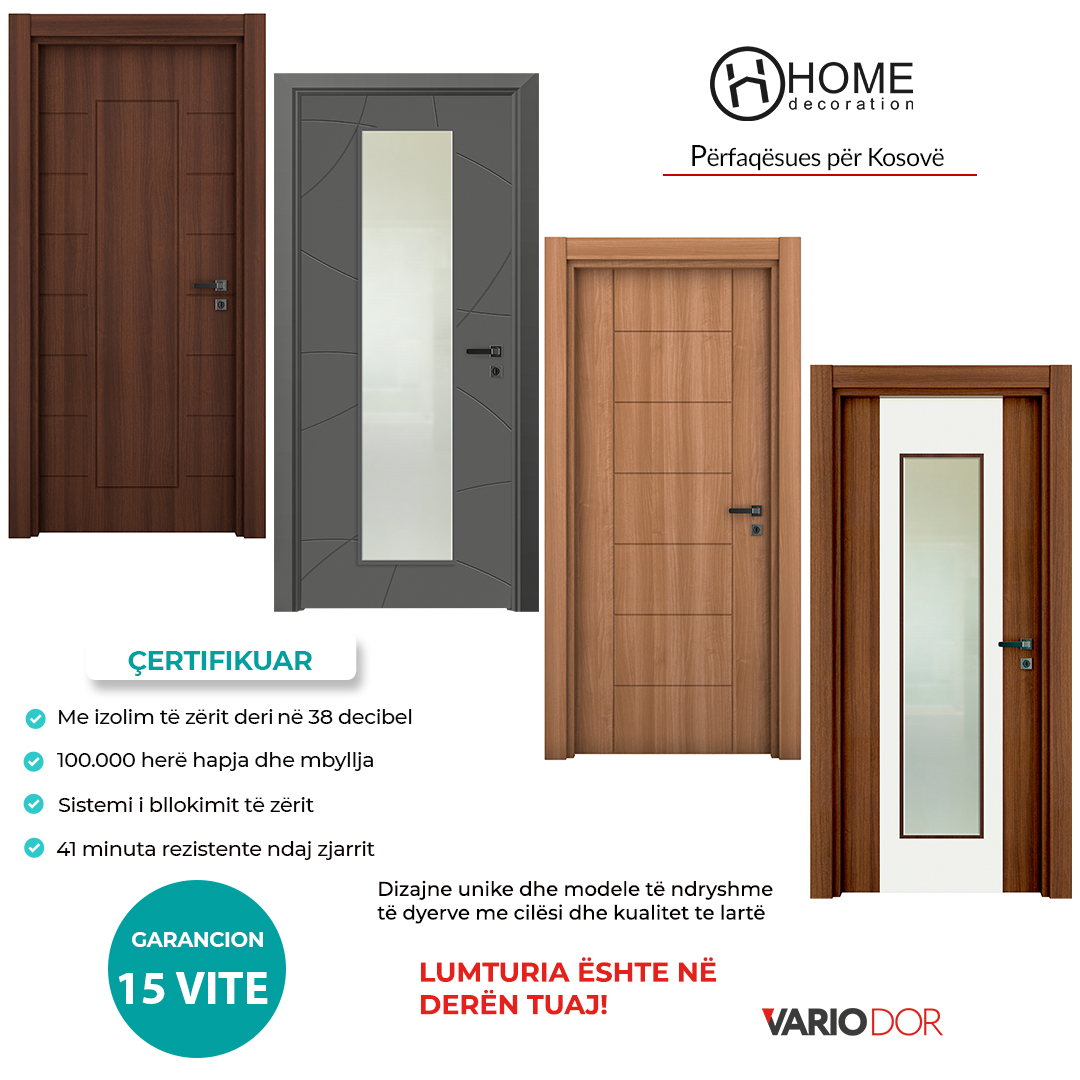 HOME
decoration
Përfaqësues për Kosovë
ÇERTIFIKUAR
Me izolim të zërit deri në 38 decibel
100.000 herë hapja dhe mbyllja
Sistemi i bllokimit të zërit
41 minuta rezistente ndaj zjarrit
GARANCION
15 VITE
Dizajne unike dhe modele të ndryshme
të dyerve me cilësi dhe kualitet te lartë
LUMTURIA ËSHTE NË
DERËN TUAJ!
VARIODOR